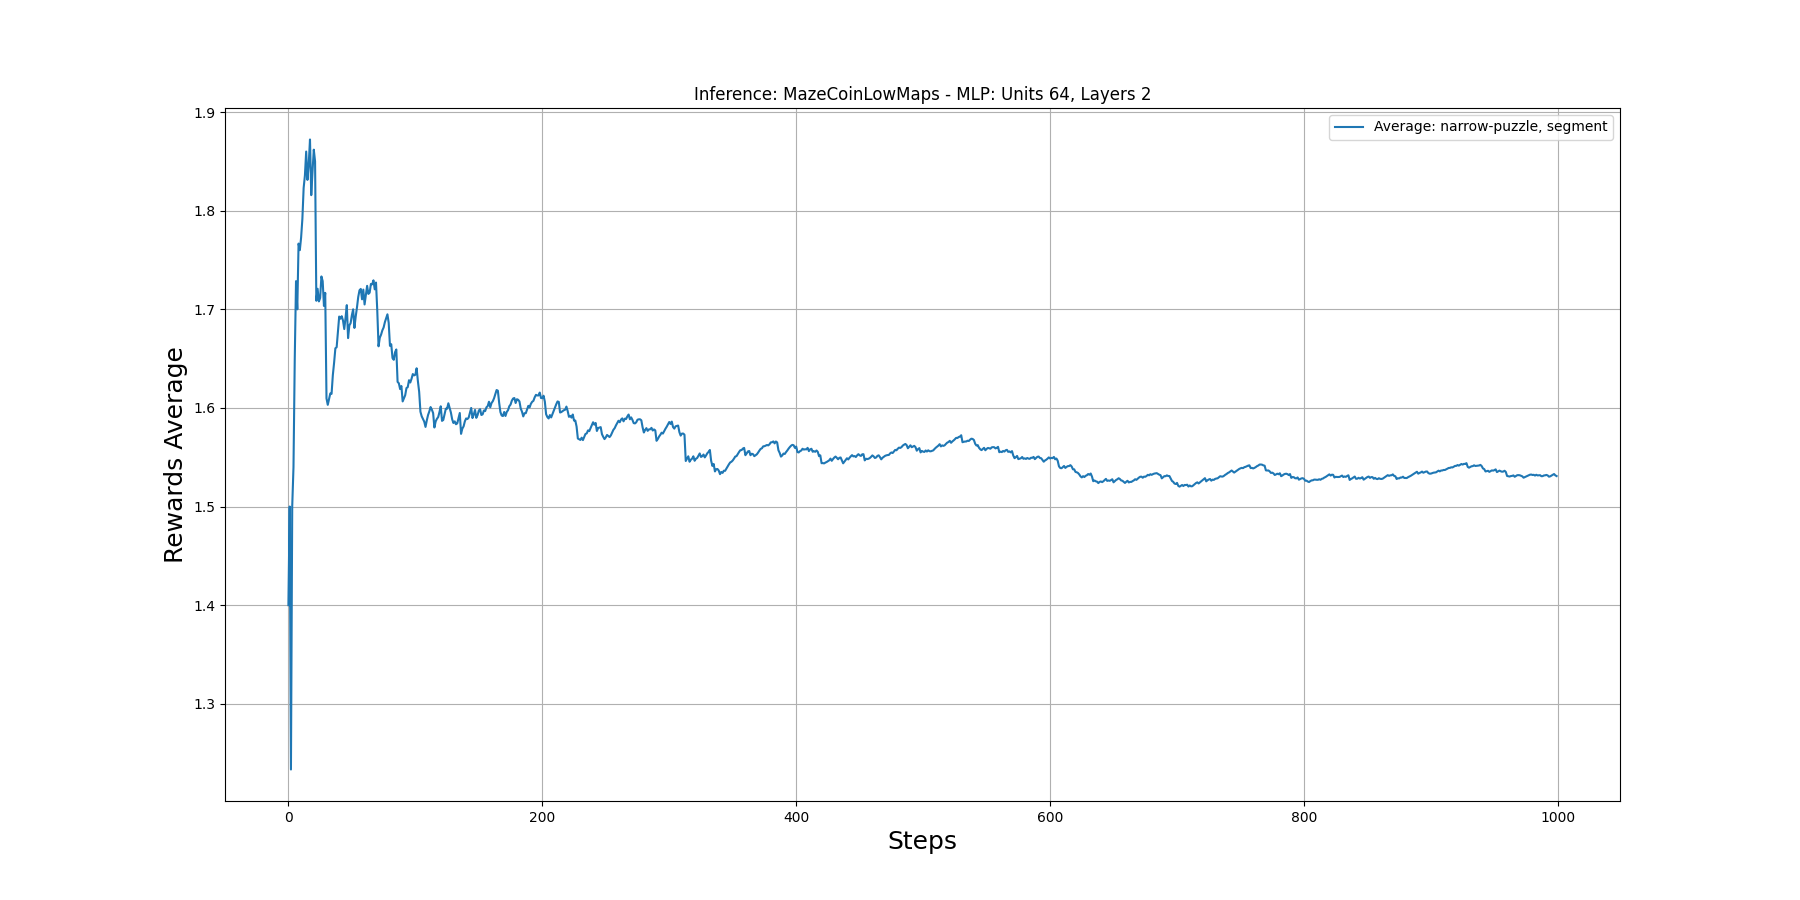 Inference: MazeCoinLowMaps - MLP: Units 64, Layers 2
Average: narrow-puzzle, segment
Rewards Average
1.9
1.8
1.7
1.6
1.5
1.4
1.3
0 200 400 600 800 1000
Steps